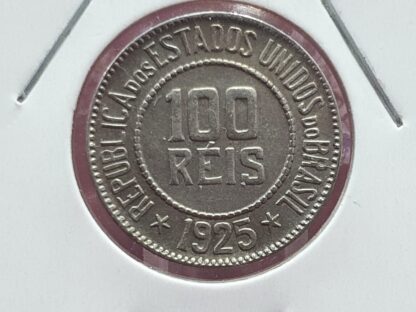 REPUBLICA DOS ESTADOS UNIDOS DO BRASIL
100
RÉIS
1925